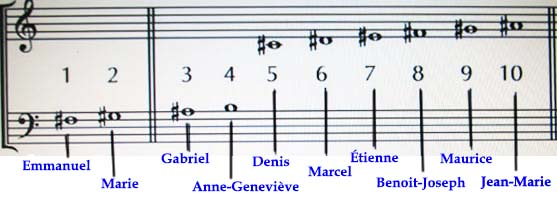 1 2 3 4 5 6 7 8 9 10
Emmanuel Marie Gabriel Anne-Geneviève Denis Marcel Étienne Benoit-Joseph Maurice Jean-Marie